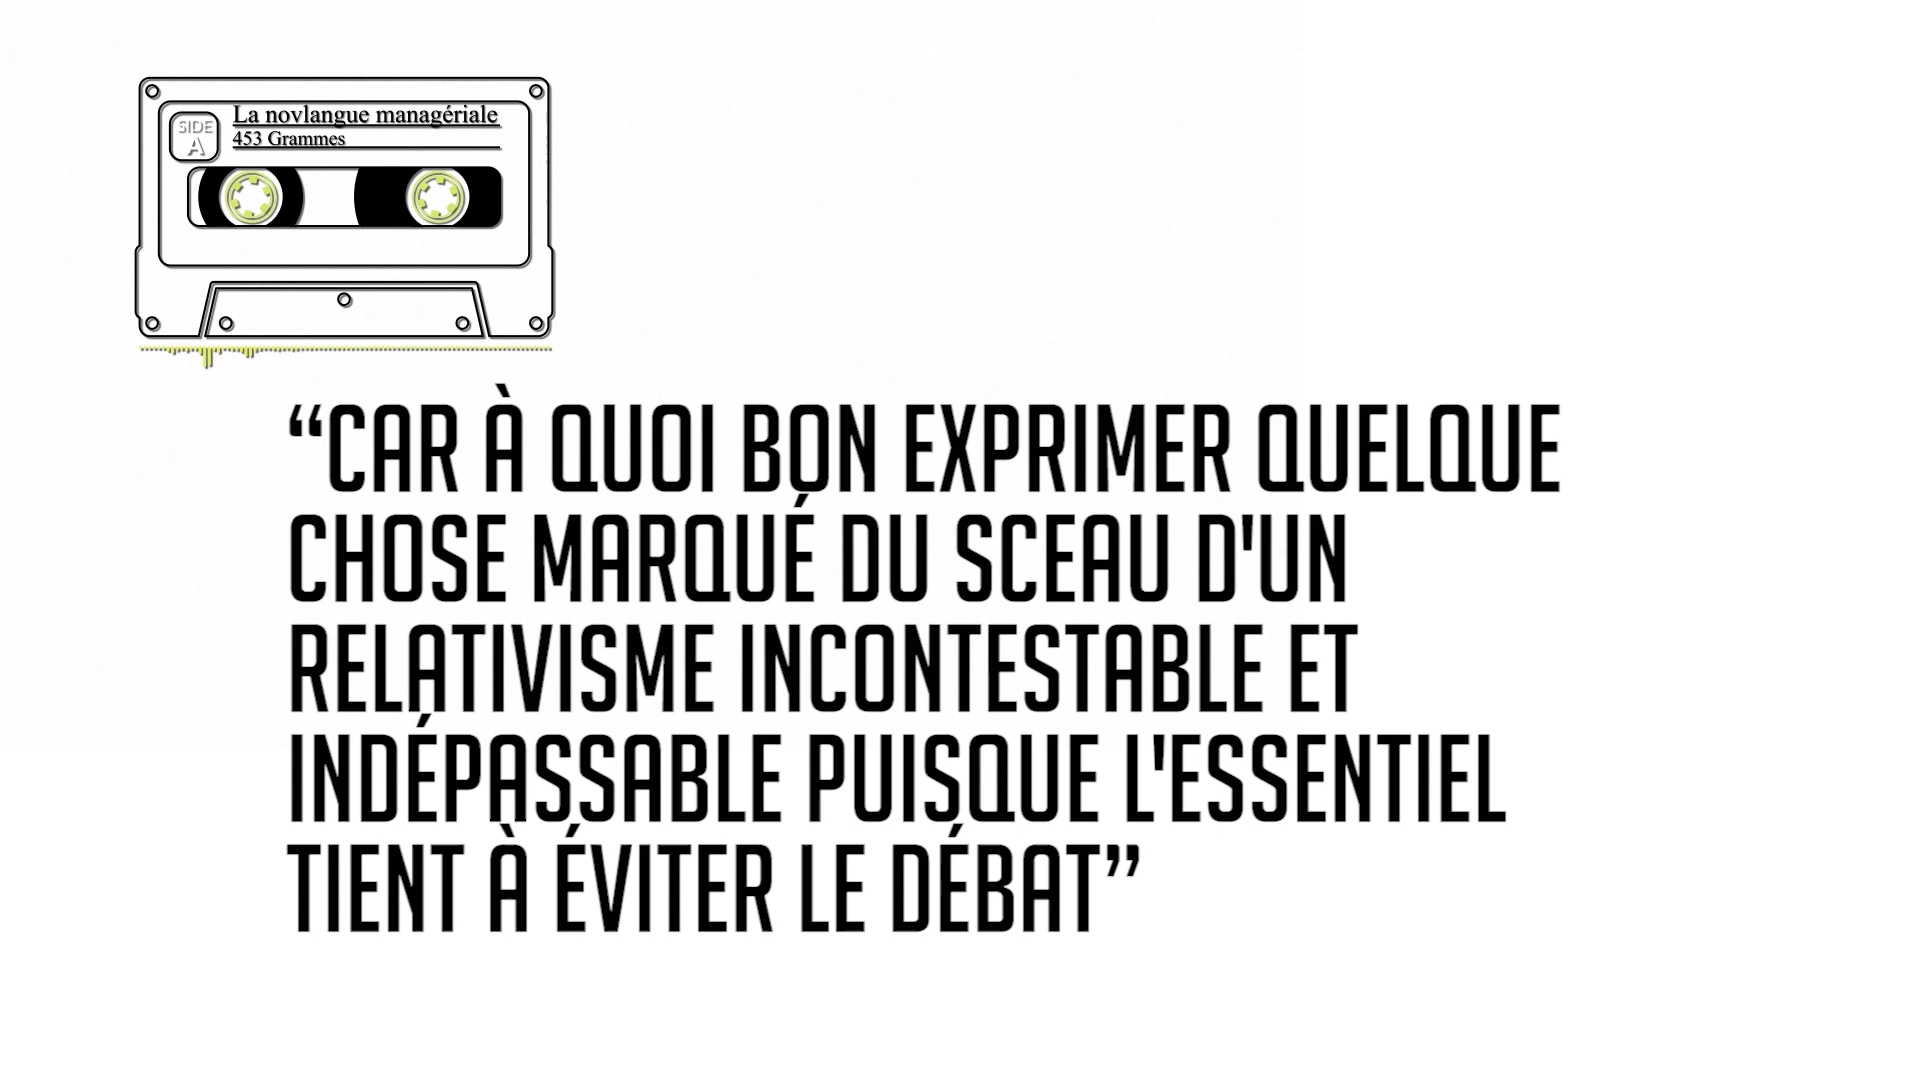 La novlangue managériale
SIDE
A
453 Grammes
“CAR À QUOI BON EXPRIMER QUELQUE
CHOSE MARQUÉ DU SCEAU D'UN
RELATIVISME INCONTESTABLE ET
INDÉPASSABLE PUISQUE L'ESSENTIEL
TIENT À ÉVITER LE DÉBAT”